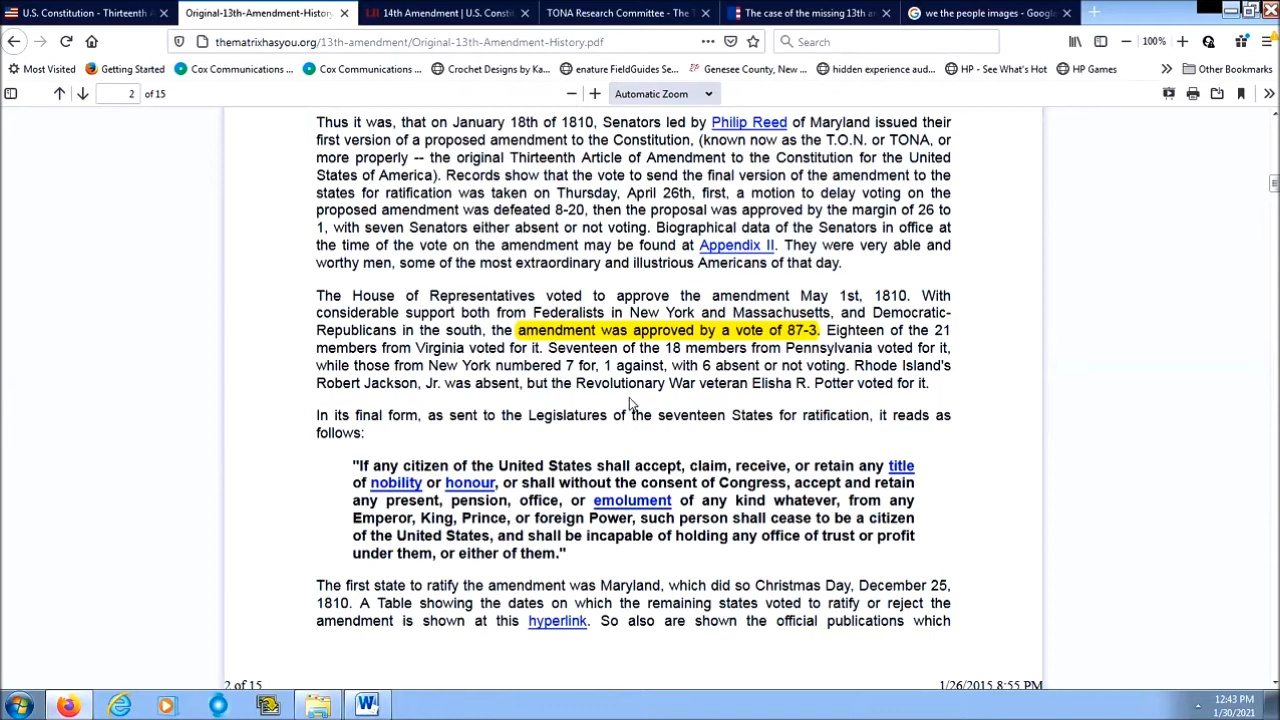 U.S. Constitution - Thirteenth A
Original-13th-Amendment-History.
14th Amendment | U.S. Consti
TONA Research Committee - The T
The case of the missing 13th a
we the people images - Google
thematrixhasyou.org/13th-amendment/Original-13th-Amendment-History.pdf
Search
100%
Most Visited
Getting Started
Cox Communications ...
Cox Communications ...
Crochet Designs by Ka...
enature FieldGuides Se...
Genesee County, New ...
hidden experience aud...
HP - See What's Hot
HP Games
Other Bookmarks
2 of 15
Automatic Zoom
Thus it was, that on January 18th of 1810, Senators led by Philip Reed of Maryland issued their
first version of a proposed amendment to the Constitution, (known now as the T.O.N. or TONA, or
more properly -- the original Thirteenth Article of Amendment to the Constitution for the United
States of America). Records show that the vote to send the final version of the amendment to the
states for ratification was taken on Thursday, April 26th, first, a motion to delay voting on the
proposed amendment was defeated 8-20, then the proposal was approved by the margin of 26 to
1, with seven Senators either absent or not voting. Biographical data of the Senators in office at
the time of the vote on the amendment may be found at Appendix II. They were very able and
worthy men, some of the most extraordinary and illustrious Americans of that day.
The House of Representatives voted to approve the amendment May 1st, 1810. With
considerable support both from Federalists in New York and Massachusetts, and Democratic-
Republicans in the south, the amendment was approved by a vote of 87-3. Eighteen of the 21
members from Virginia voted for it. Seventeen of the 18 members from Pennsylvania voted for it,
while those from New York numbered 7 for, 1 against, with 6 absent or not voting. Rhode Island's
Robert Jackson, Jr. was absent, but the Revolutionary War veteran Elisha R. Potter voted for it.
In its final form, as sent to the Legislatures of the seventeen States for ratification, it reads as
follows:
"If any citizen of the United States shall accept, claim, receive, or retain any title
of nobility or honour, or shall without the consent of Congress, accept and retain
any present, pension, office, or emolument of any kind whatever, from any
Emperor, King, Prince, or foreign Power, such person shall cease to be a citizen
of the United States, and shall be incapable of holding any office of trust or profit
under them, or either of them."
The first state to ratify the amendment was Maryland, which did so Christmas Day, December 25,
1810. A Table showing the dates on which the remaining states voted to ratify or reject the
amendment is shown at this hyperlink. So also are shown the official publications which
2 of 15
1/26/2015 8:55 PM
12:43 PM
1/30/2021